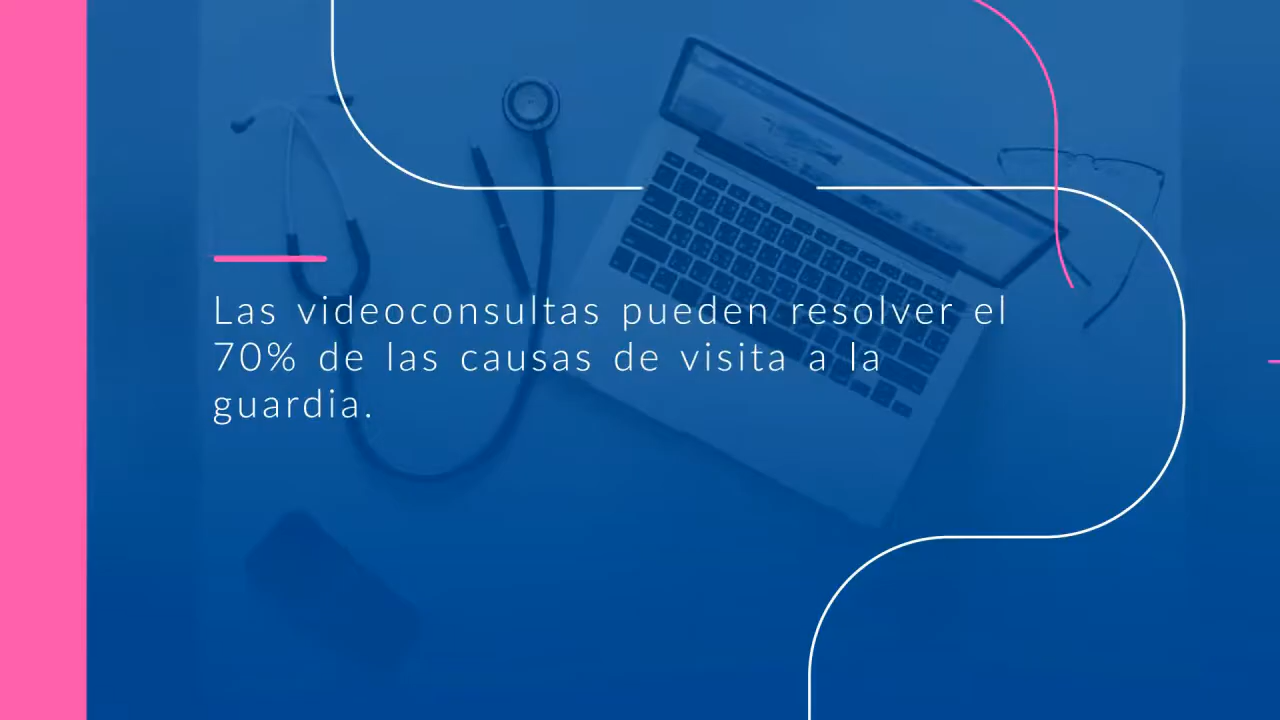 Las videoconsultas pueden resolver el
70% de las causas de visita a la
guardia.